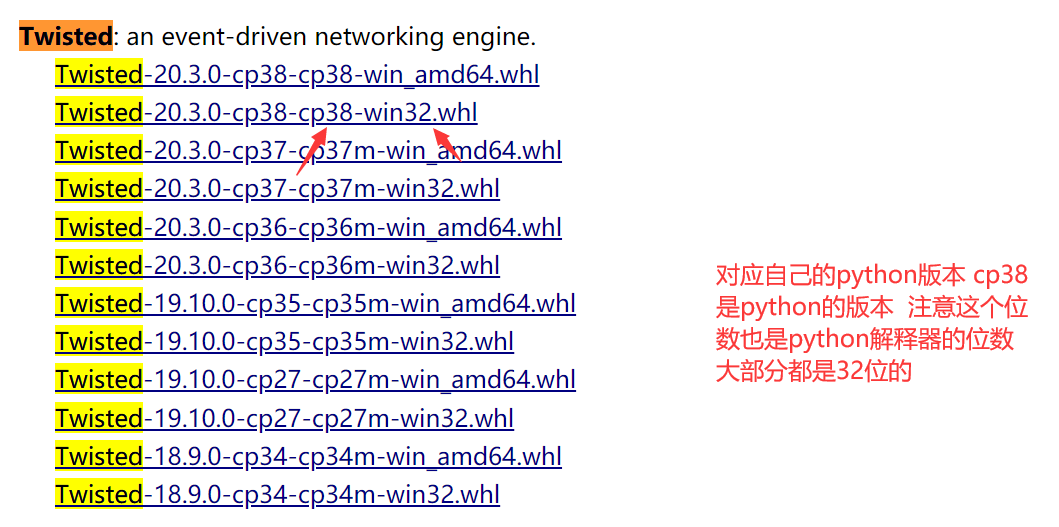 Twisted: an event-driven networking engine.
Twisted-20.3.0-cp38-cp38-win_amd64.whl
Twisted-20.3.0-cp38-cp38-win32.whl
Twisted-20.3.0-cp37-cp37m-win_amd64.whl
Twisted-20.3.0-cp37-cp37m-win32.whl
Twisted-20.3.0-cp36-cp36m-win_amd64.whl
Twisted-20.3.0-cp36-cp36m-win32.whl
Twisted-19.10.0-cp35-cp35m-win_amd64.whl
Twisted-19.10.0-cp35-cp35m-win32.whl
Twisted-19.10.0-cp27-cp27m-win_amd64.whl
Twisted-19.10.0-cp27-cp27m-win32.whl
Twisted-18.9.0-cp34-cp34m-win_amd64.whl
Twisted-18.9.0-cp34-cp34m-win32.whl
对应自己的python版本 cp38
是python的版本 注意这个位
数也是python解释器的位数
大部分都是32位的